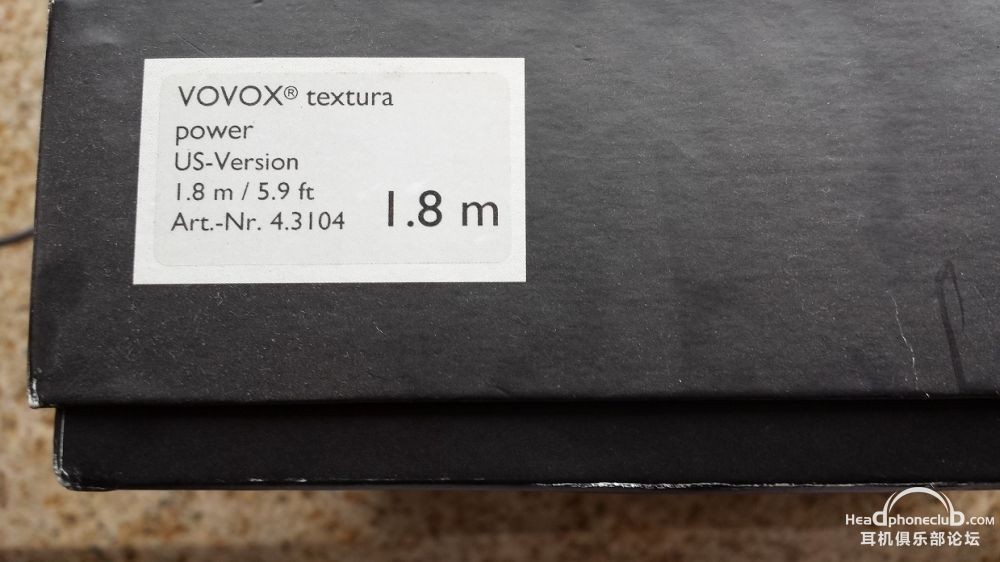 VOVOX® textura
power
US-Version
1.8 m / 5.9 ft
Art.-Nr. 4.3104
1.8 m
Headphoneclub.com
耳机俱乐部论坛